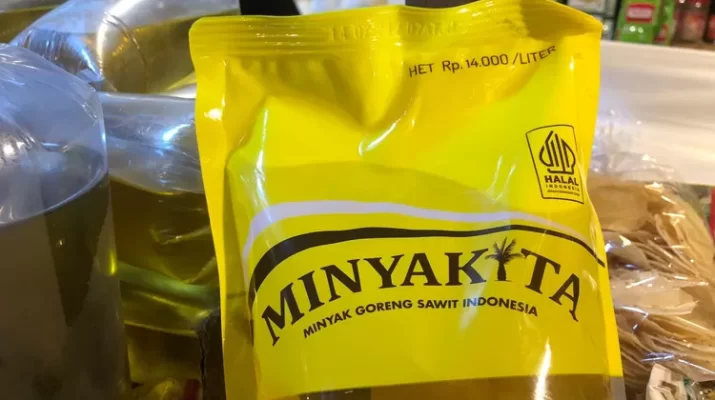 HET Rp. 14.000 /LITER
HALAL
INDONESIA
MINYAKITA
MINYAK GORENG SAWIT INDONESIA